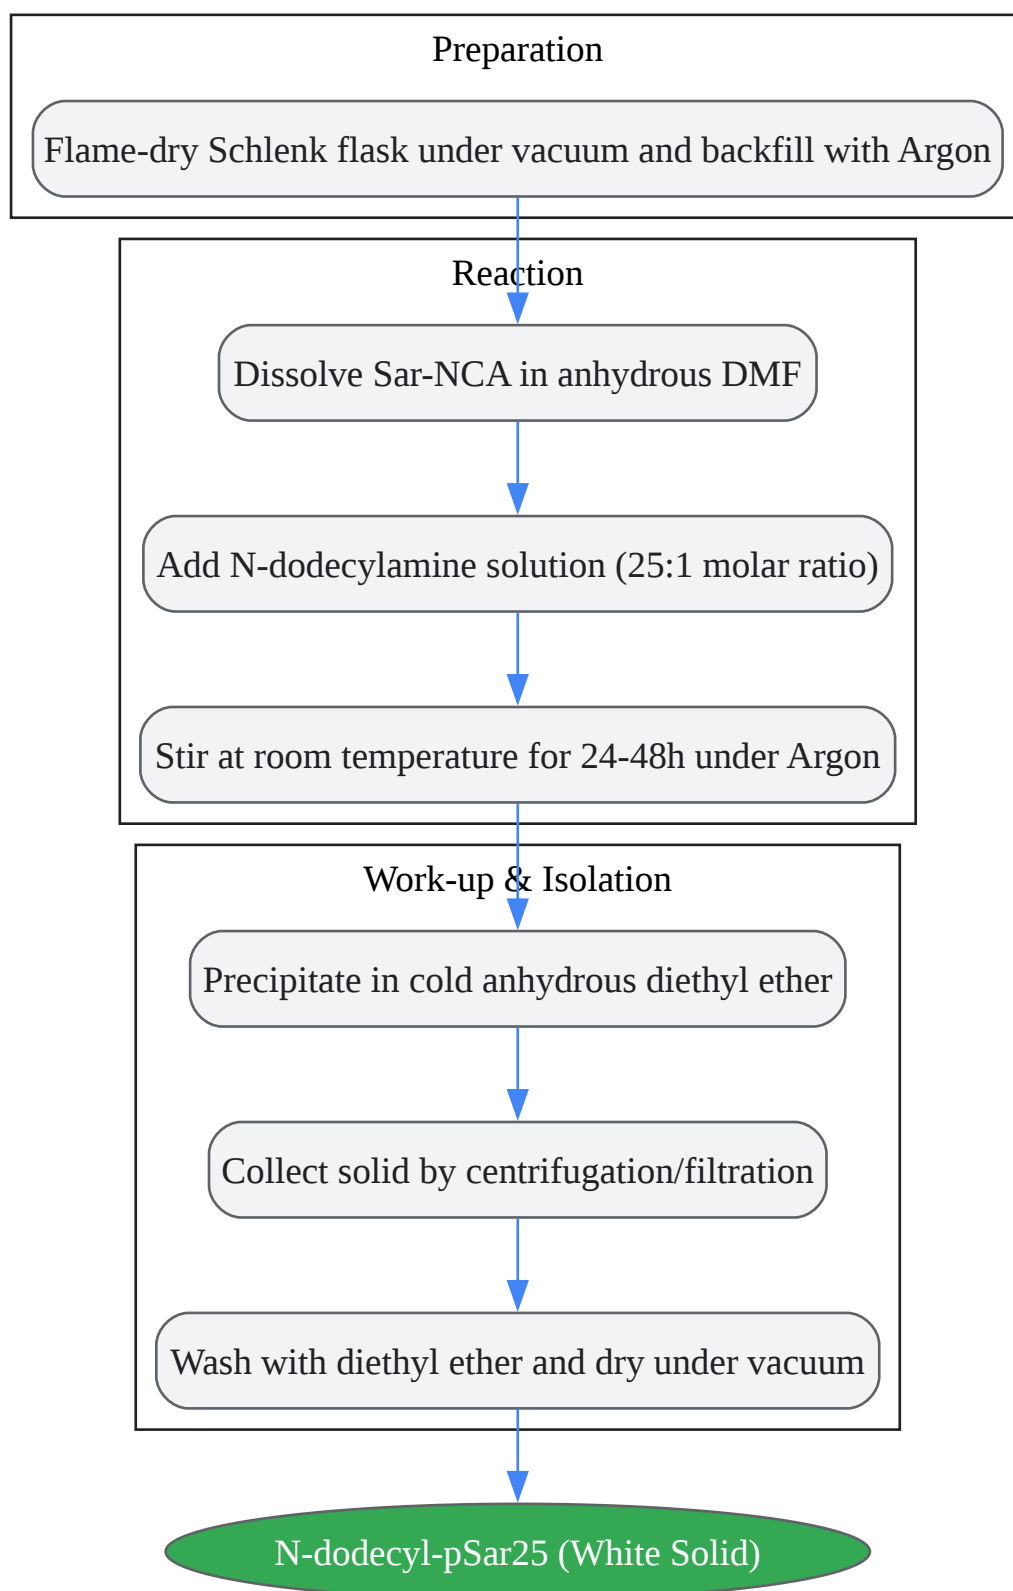 Preparation
Flame-dry Schlenk flask under vacuum and backfill with Argon
Reaction
Dissolve Sar-NCA in anhydrous DMF
Add N-dodecylamine solution (25:1 molar ratio)
Stir at room temperature for 24-48h under Argon
Work-up & Isolation
Precipitate in cold anhydrous diethyl ether
Collect solid by centrifugation/filtration
Wash with diethyl ether and dry under vacuum
N-dodecyl-pSar25 (White Solid)